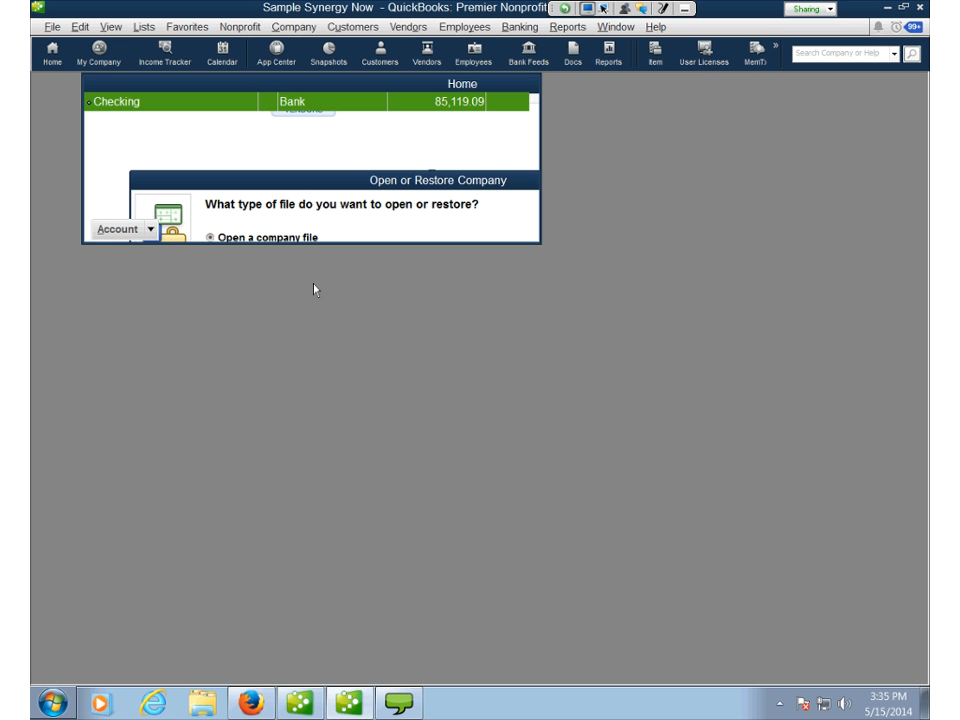 Sample Synergy Now - QuickBooks: Premier Nonprofit
Sharing
File Edit View Lists Favorites Nonprofit Company Customers Vendors Employees Banking Reports Window Help
99+
Home My Company Income Tracker Calendar App Center Snapshots Customers Vendors Employees Bank Feeds Docs Reports Item User Licenses MemTx
Search Company or Help
Home
Checking Bank 85,119.09
VENDORS
Open or Restore Company
What type of file do you want to open or restore?
Account
Open a company file
3:35 PM
5/15/2014